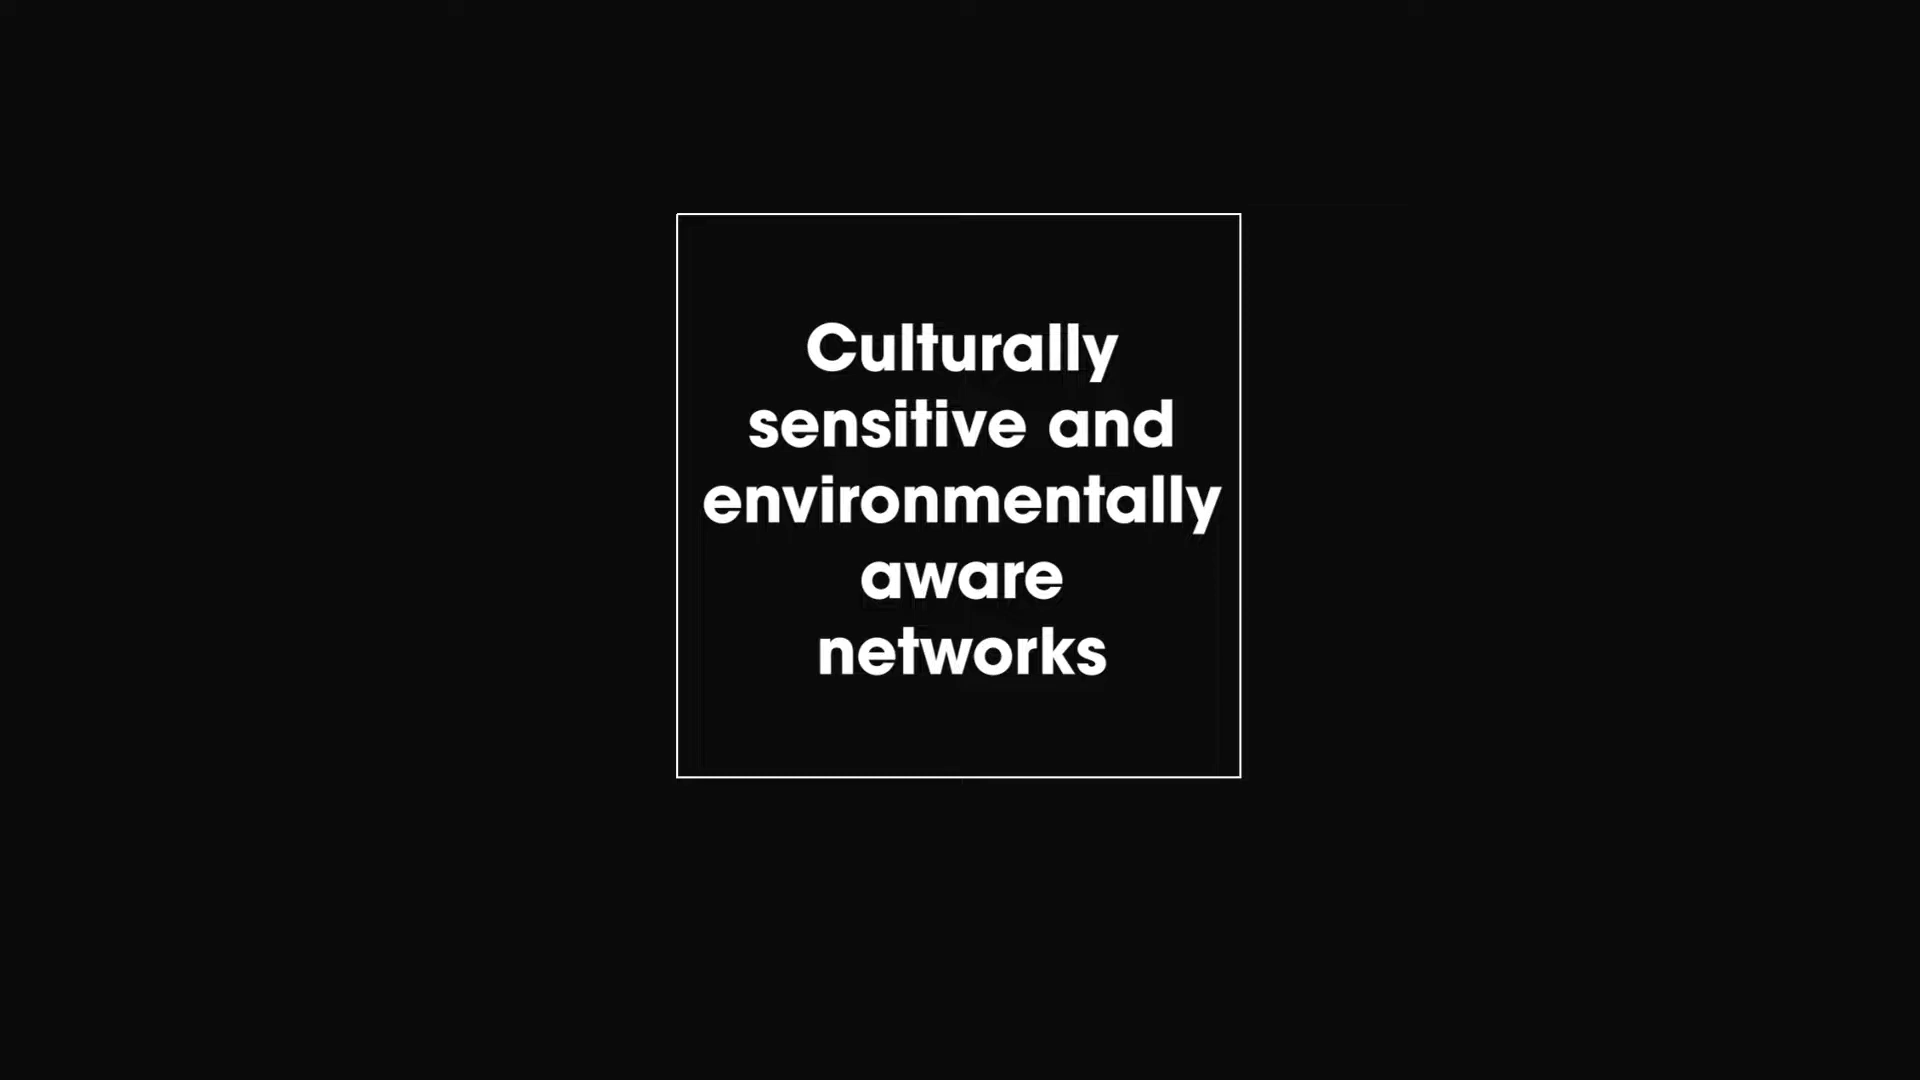 Culturally
sensitive and
environmentally
aware
networks